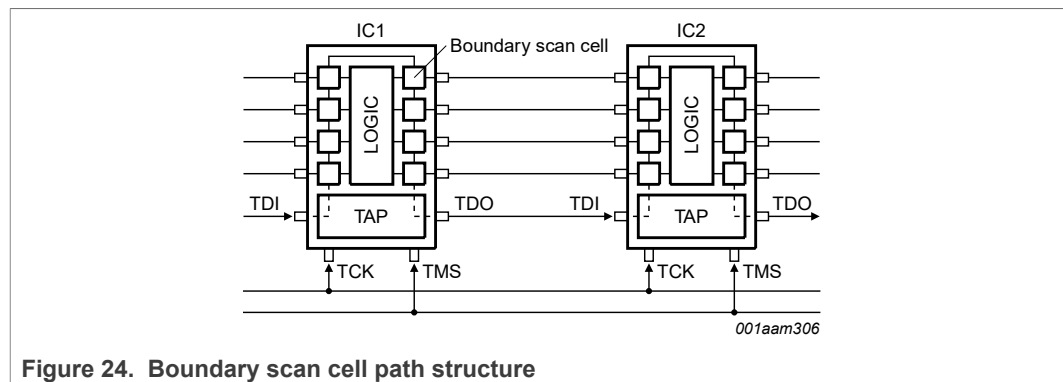 IC1
IC2
Boundary scan cell
LOGIC
LOGIC
TDI
TAP
TDO
TDI
TAP
TDO
TCK
TMS
TCK
TMS
001aam306
Figure 24. Boundary scan cell path structure